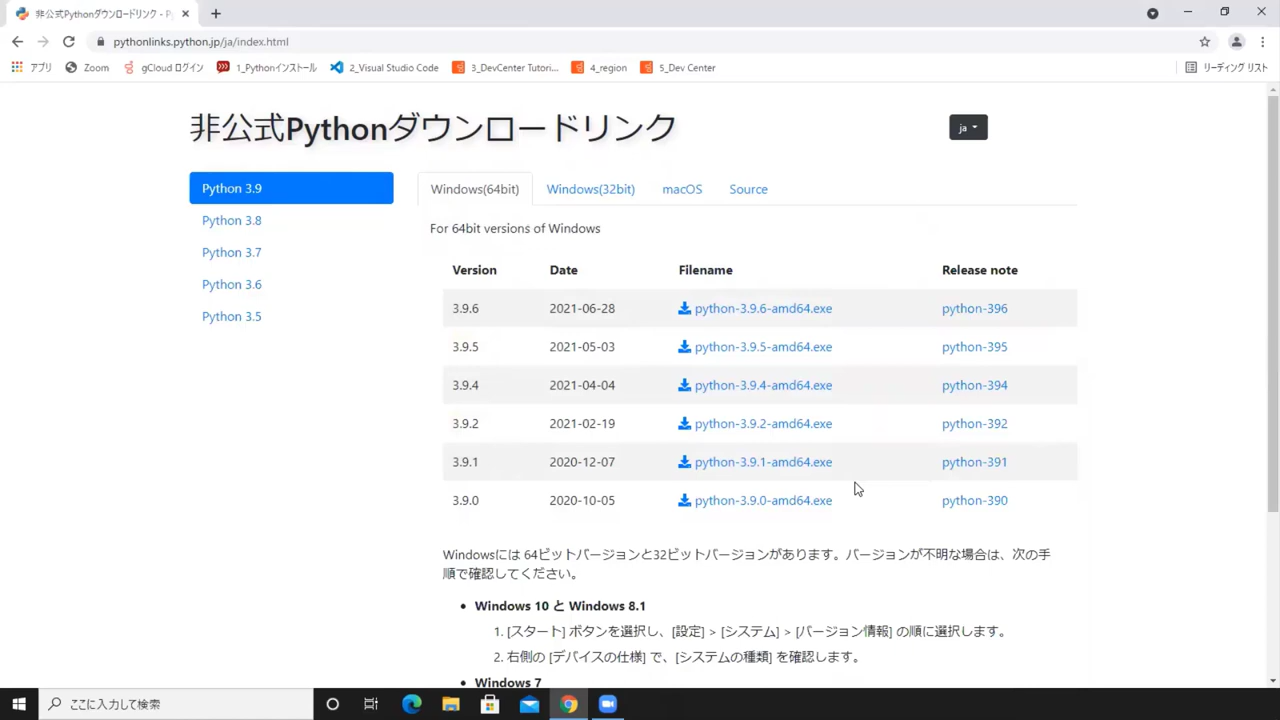 非公式Pythonダウンロードリンク - Py
pythonlinks.python.jp/ja/index.html
アプリ
Zoom
gCloud ログイン
1_Pythonインストール
2_Visual Studio Code
3_DevCenter Tutori...
4_region
5_Dev Center
リーディング リスト
非公式Pythonダウンロードリンク
ja
Python 3.9
Python 3.8
Python 3.7
Python 3.6
Python 3.5
Windows(64bit) Windows(32bit) macOS Source
For 64bit versions of Windows
Version Date Filename Release note
3.9.6 2021-06-28 python-3.9.6-amd64.exe python-396
3.9.5 2021-05-03 python-3.9.5-amd64.exe python-395
3.9.4 2021-04-04 python-3.9.4-amd64.exe python-394
3.9.2 2021-02-19 python-3.9.2-amd64.exe python-392
3.9.1 2020-12-07 python-3.9.1-amd64.exe python-391
3.9.0 2020-10-05 python-3.9.0-amd64.exe python-390
Windowsには 64ビットバージョンと32ビットバージョンがあります。バージョンが不明な場合は、次の手
順で確認してください。
• Windows 10 と Windows 8.1
1. [スタート] ボタンを選択し、[設定] > [システム] > [バージョン情報] の順に選択します。
2. 右側の [デバイスの仕様] で、[システムの種類] を確認します。
• Windows 7
ここに入力して検索